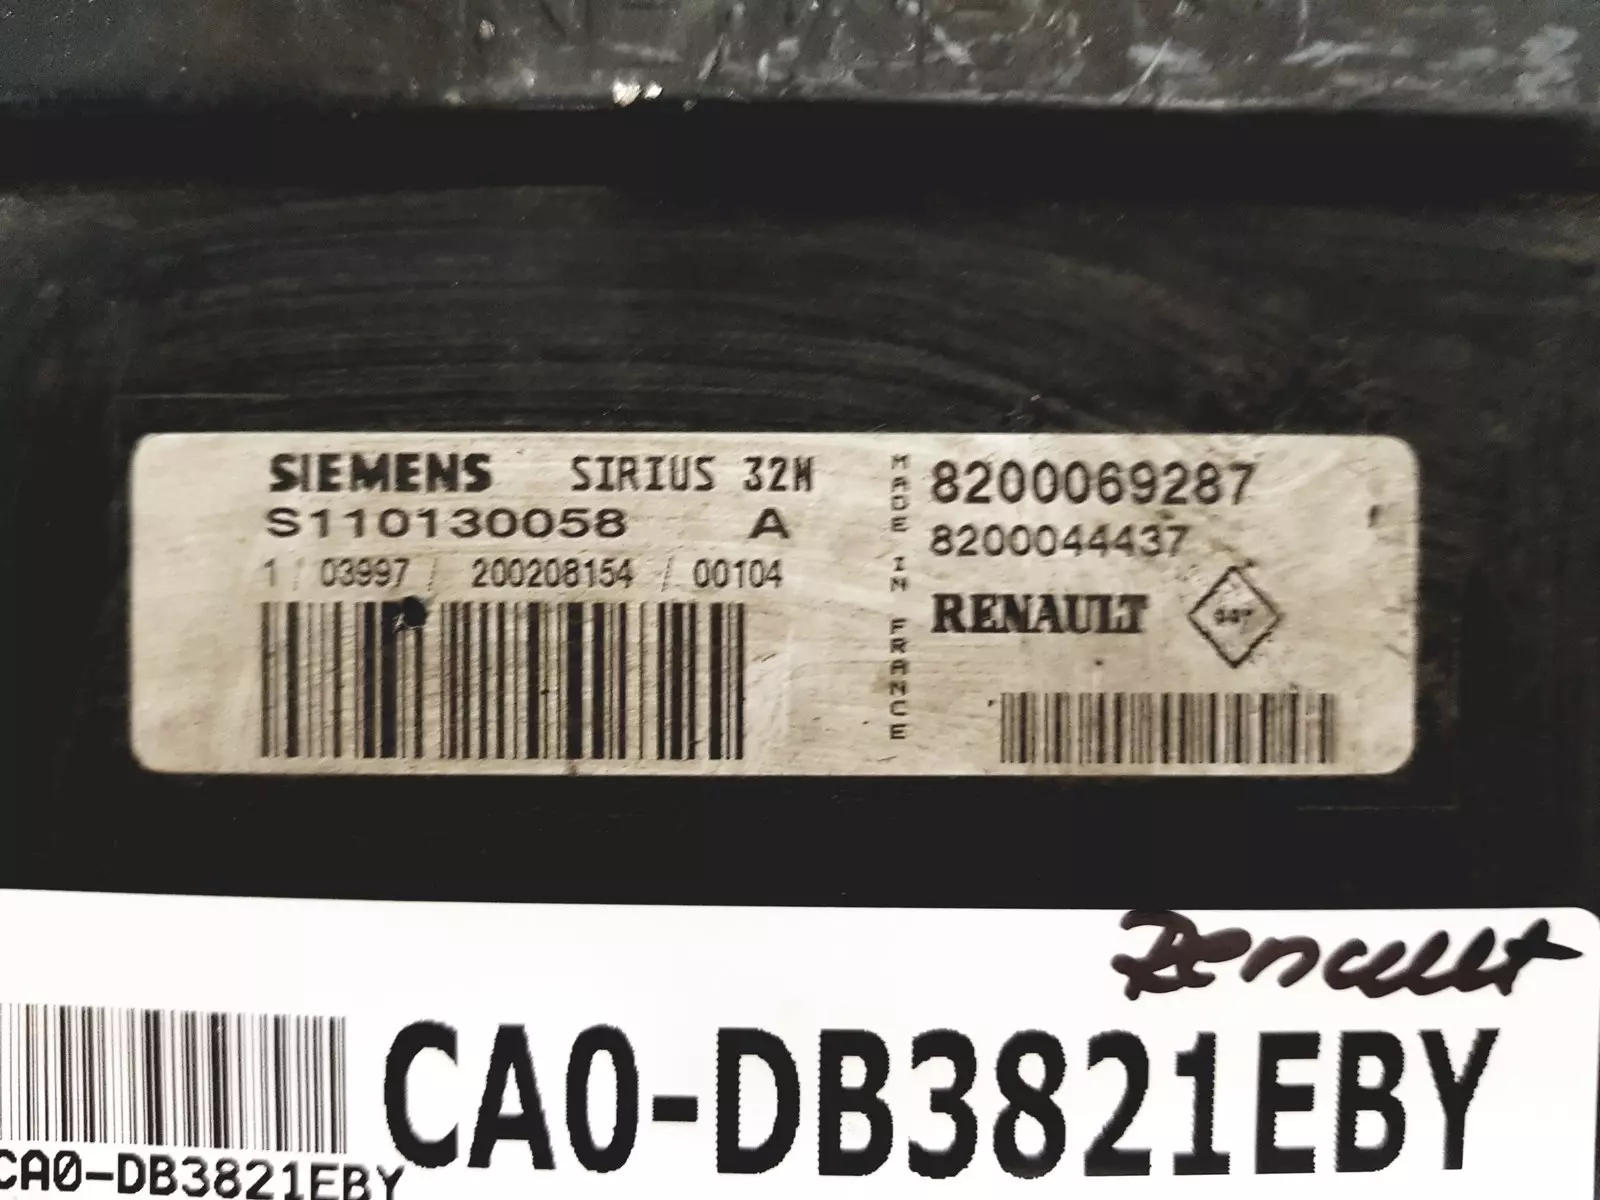 SIEMENS SIRIUS 32N
S110130058 A
1 / 03997 / 200208154 / 00104
MADE IN FRANCE
8200069287
8200044437
RENAULT
Renault
CA0-DB3821EBY
CA0-DB3821EBY